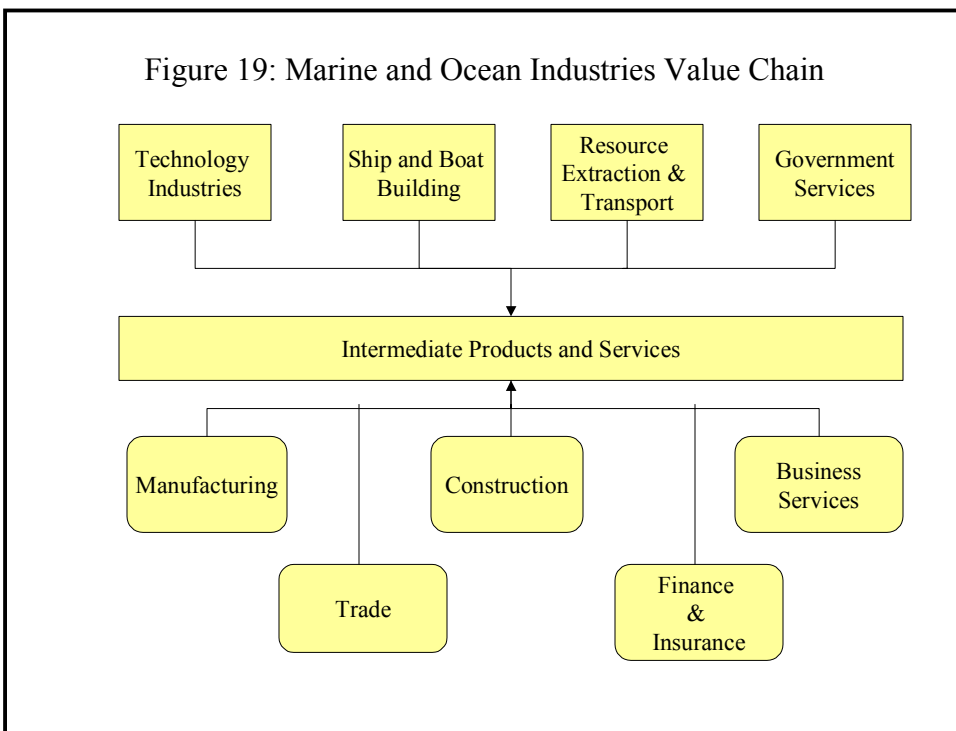 Figure 19: Marine and Ocean Industries Value Chain
Technology
Industries
Ship and Boat
Building
Resource
Extraction &
Transport
Government
Services
Intermediate Products and Services
Manufacturing
Construction
Business
Services
Trade
Finance
&
Insurance